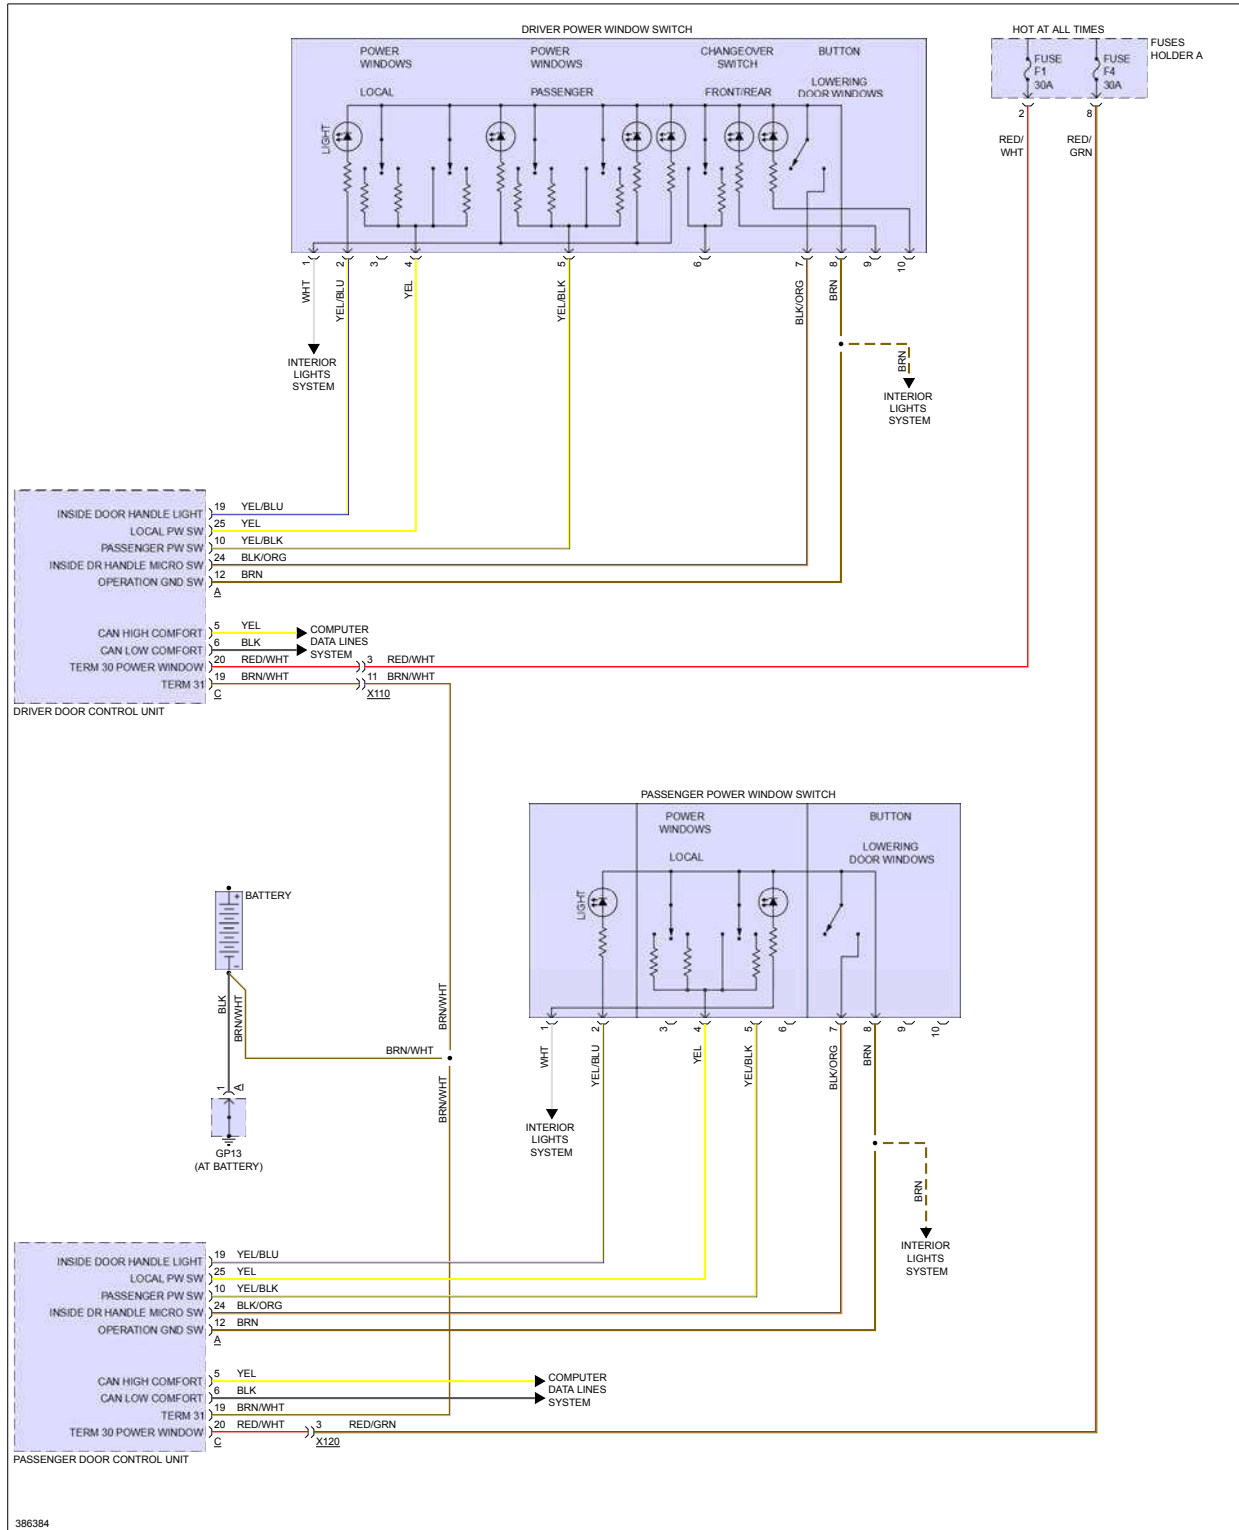 DRIVER POWER WINDOW SWITCH
HOT AT ALL TIMES
FUSES
HOLDER A
POWER
WINDOWS
POWER
WINDOWS
CHANGEOVER
SWITCH
BUTTON
LOCAL
PASSENGER
FRONT/REAR
LOWERING
DOOR WINDOWS
LIGHT
FUSE
F1
30A
FUSE
F4
30A
2
8
RED/
WHT
RED/
GRN
1
2
3
4
5
6
7
8
9
10
WHT
YEL/BLU
YEL
YEL/BLK
BLK/ORG
BRN
BRN
INTERIOR
LIGHTS
SYSTEM
INTERIOR
LIGHTS
SYSTEM
INSIDE DOOR HANDLE LIGHT 19 YEL/BLU
LOCAL PW SW 25 YEL
PASSENGER PW SW 10 YEL/BLK
INSIDE DR HANDLE MICRO SW 24 BLK/ORG
OPERATION GND SW 12 BRN
A
CAN HIGH COMFORT 5 YEL
CAN LOW COMFORT 6 BLK
COMPUTER
DATA LINES
SYSTEM
TERM 30 POWER WINDOW 20 RED/WHT 3 RED/WHT
TERM 31 19 BRN/WHT 11 BRN/WHT
C
X110
DRIVER DOOR CONTROL UNIT
PASSENGER POWER WINDOW SWITCH
POWER
WINDOWS
BUTTON
LOCAL
LOWERING
DOOR WINDOWS
LIGHT
1
2
3
4
5
6
7
8
9
10
WHT
YEL/BLU
YEL
YEL/BLK
BLK/ORG
BRN
BRN
INTERIOR
LIGHTS
SYSTEM
INTERIOR
LIGHTS
SYSTEM
+
BATTERY
-
BLK
BRN/WHT
BRN/WHT
BRN/WHT
BRN/WHT
1
A
GP13
(AT BATTERY)
INSIDE DOOR HANDLE LIGHT 19 YEL/BLU
LOCAL PW SW 25 YEL
PASSENGER PW SW 10 YEL/BLK
INSIDE DR HANDLE MICRO SW 24 BLK/ORG
OPERATION GND SW 12 BRN
A
CAN HIGH COMFORT 5 YEL
CAN LOW COMFORT 6 BLK
COMPUTER
DATA LINES
SYSTEM
TERM 31 19 BRN/WHT
TERM 30 POWER WINDOW 20 RED/WHT 3 RED/GRN
C
X120
PASSENGER DOOR CONTROL UNIT
386384